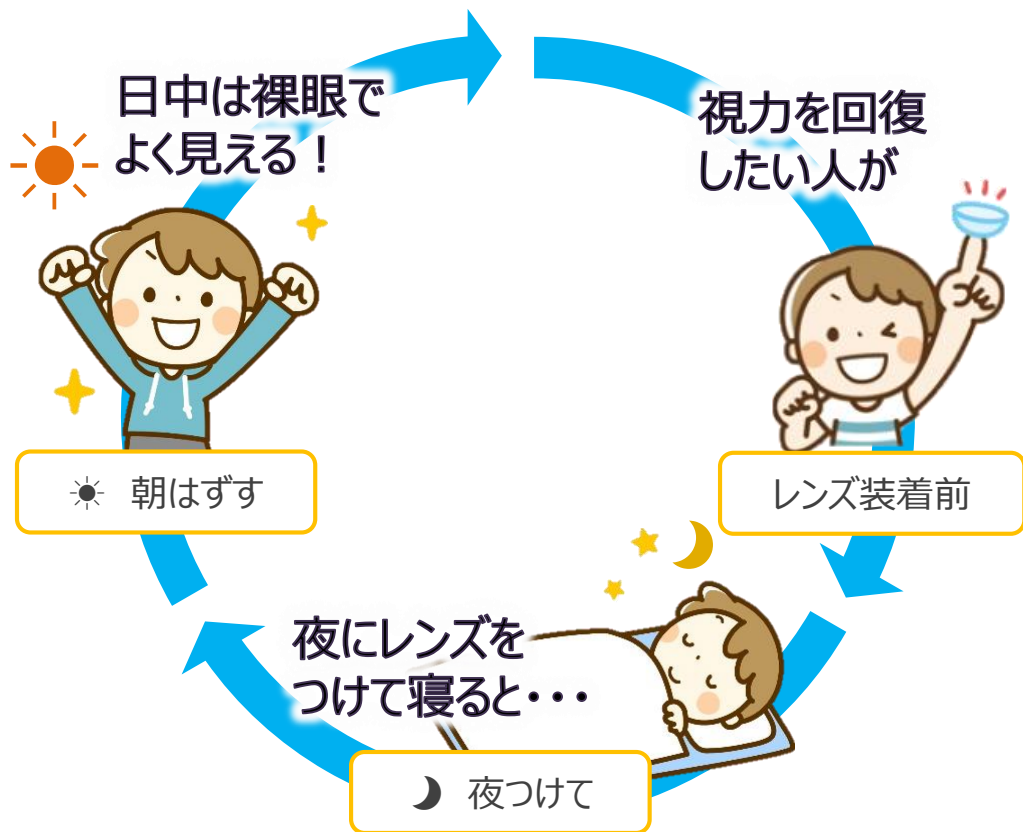 視力を回復
したい人が
レンズ装着前
夜にレンズを
つけて寝ると・・・
夜つけて
日中は裸眼で
よく見える！
朝はずす